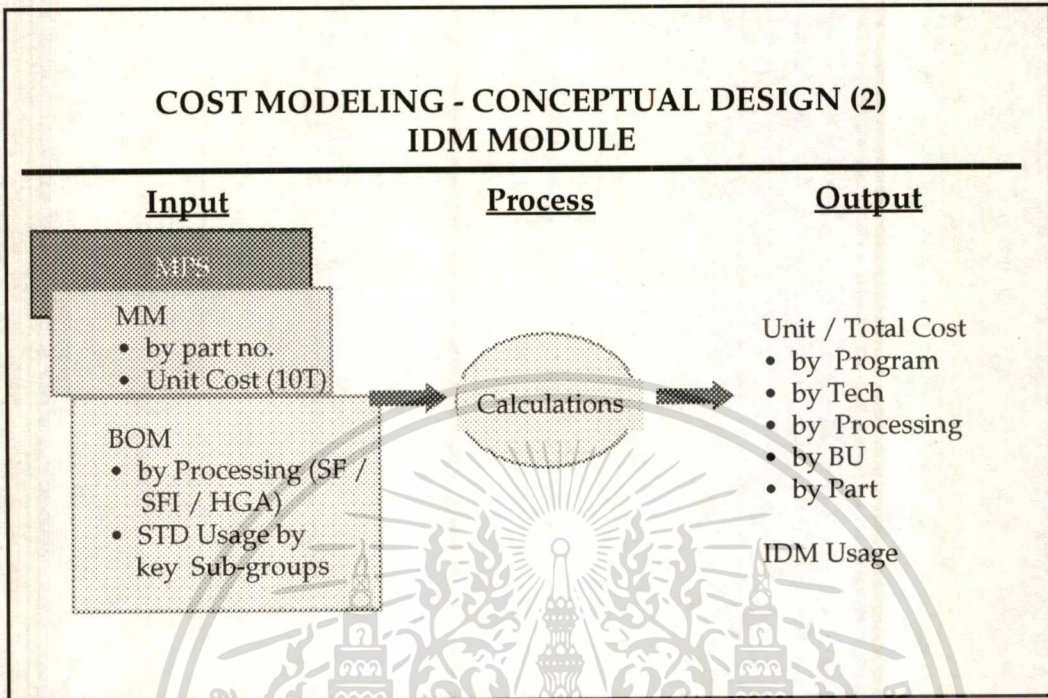 COST MODELING - CONCEPTUAL DESIGN (2)
IDM MODULE
Input
Process
Output
MPS
MM
• by part no.
• Unit Cost (10T)
BOM
• by Processing (SF /
SFI / HGA)
• STD Usage by
key Sub-groups
Calculations
Unit / Total Cost
• by Program
• by Tech
• by Processing
• by BU
• by Part
IDM Usage